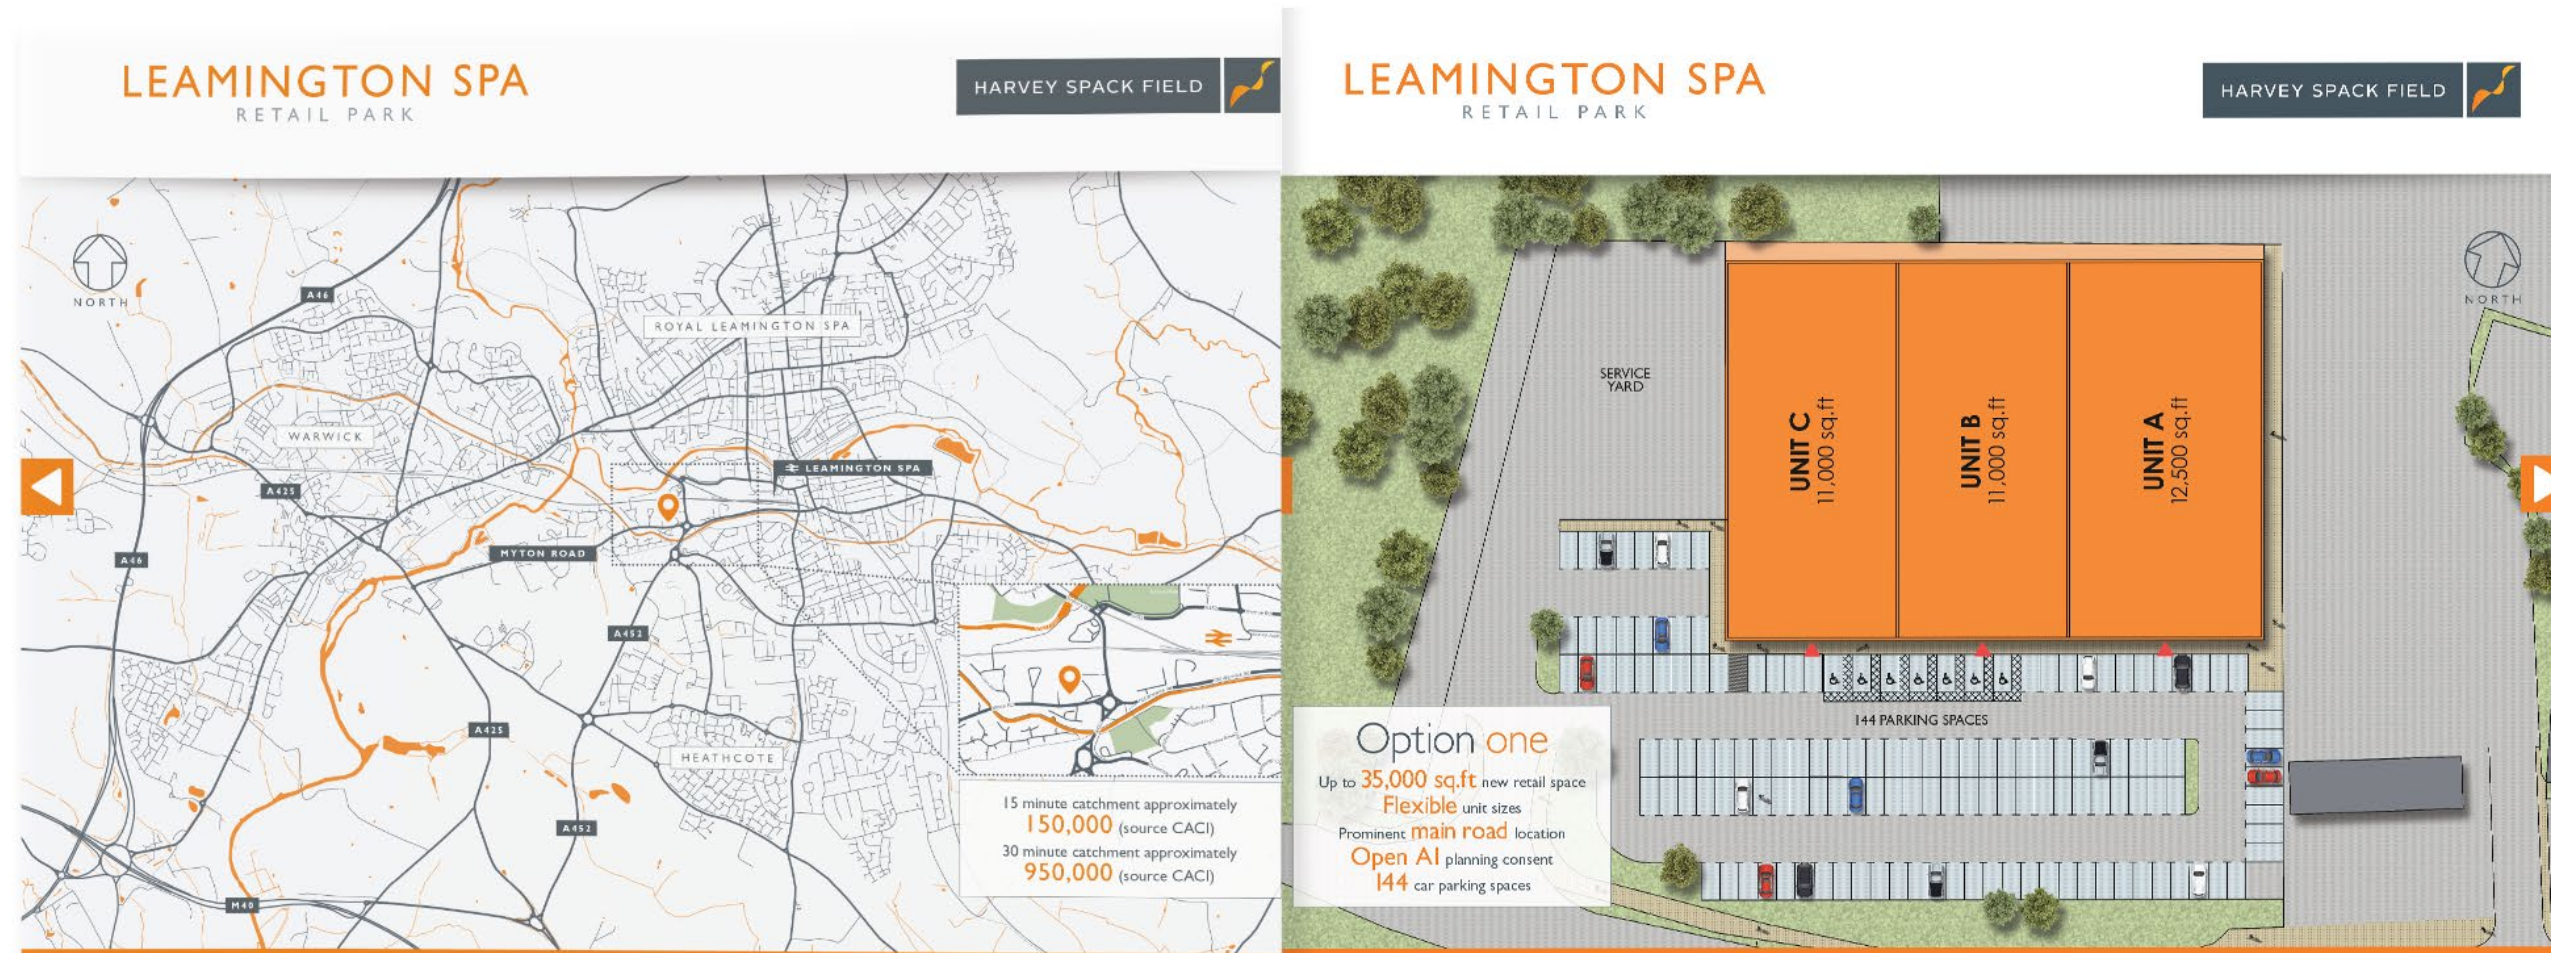 LEAMINGTON SPA
RETAIL PARK
HARVEY SPACK FIELD
NORTH
A46
ROYAL LEAMINGTON SPA
WARWICK
LEAMINGTON SPA
A425
MYTON ROAD
A46
A452
A425
HEATHCOTE
A452
M40
15 minute catchment approximately
150,000 (source CACI)
30 minute catchment approximately
950,000 (source CACI)
LEAMINGTON SPA
RETAIL PARK
HARVEY SPACK FIELD
NORTH
SERVICE
YARD
UNIT C
11,000 sq.ft
UNIT B
11,000 sq.ft
UNIT A
12,500 sq.ft
144 PARKING SPACES
Option one
Up to 35,000 sq.ft new retail space
Flexible unit sizes
Prominent main road location
Open A1 planning consent
144 car parking spaces